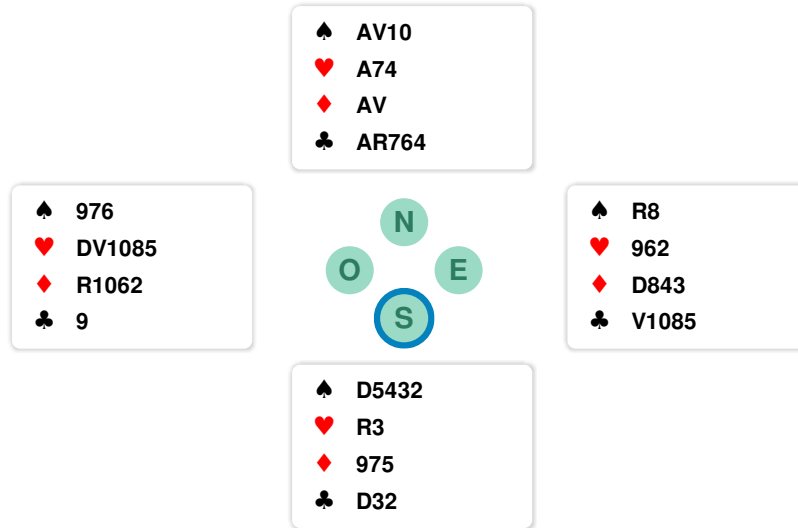 ♠ AV10
♥ A74
♦ AV
♣ AR764
♠ 976
♥ DV1085
♦ R1062
♣ 9
N
O E
S
♠ R8
♥ 962
♦ D843
♣ V1085
♠ D5432
♥ R3
♦ 975
♣ D32